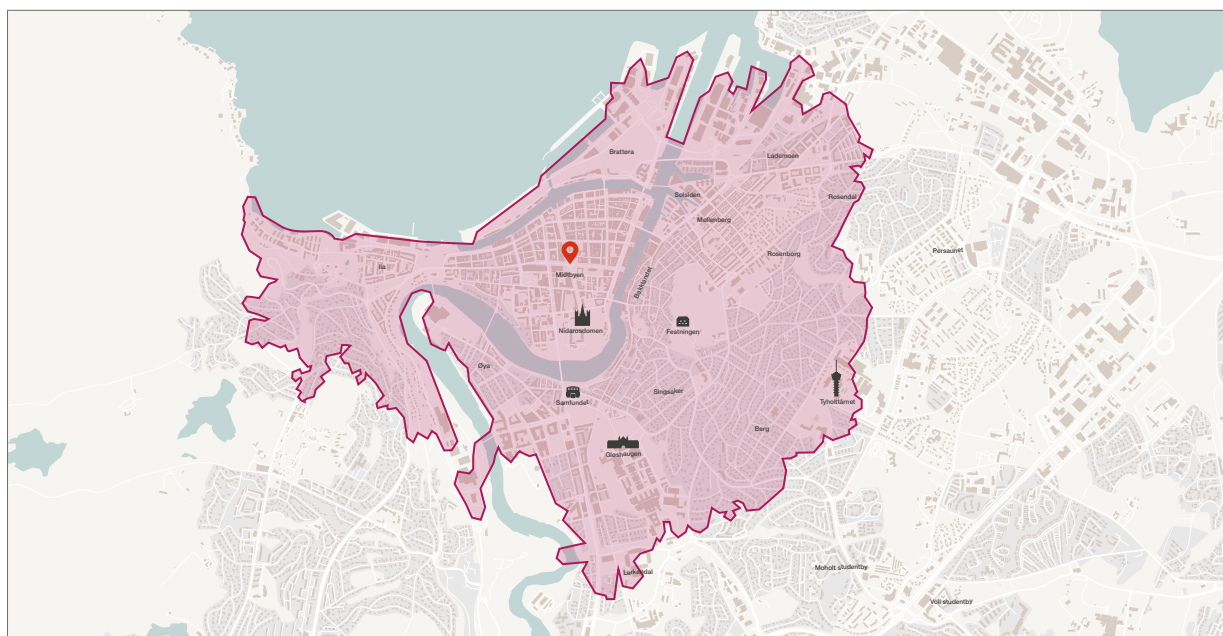 Brattøra
Lademoen
Solsiden
Rosendal
Møllenberg
Persaunet
Rosenborg
Ila
Midtbyen
Bakklandet
Nidarosdomen
Festningen
Øya
Singsaker
Samfundet
Tyholttårnet
Berg
Gløshaugen
Lerkendal
Moholt studentby
Voll studentby